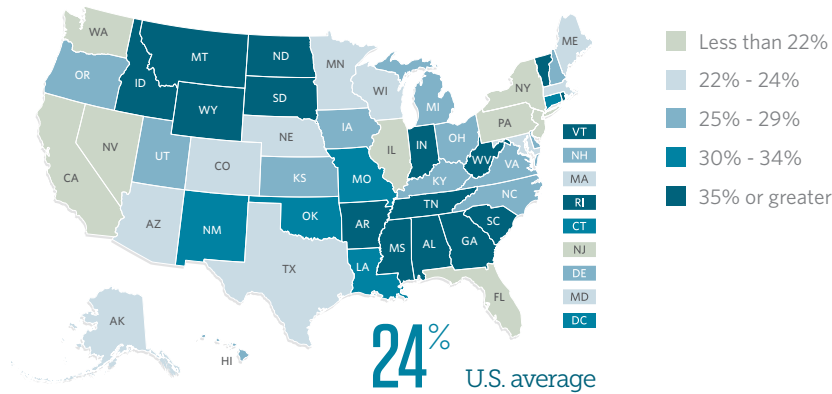 WA
MT
ND
MN
ME
OR
ID
SD
WI
NY
WY
MI
NE
IA
PA
NV
UT
CO
IL
IN
OH
WV
VA
CA
KS
MO
KY
NC
TN
AZ
NM
OK
AR
SC
MS
AL
GA
TX
LA
FL
AK
HI
VT
NH
MA
RI
CT
NJ
DE
MD
DC
Less than 22%
22% - 24%
25% - 29%
30% - 34%
35% or greater
24%
U.S. average